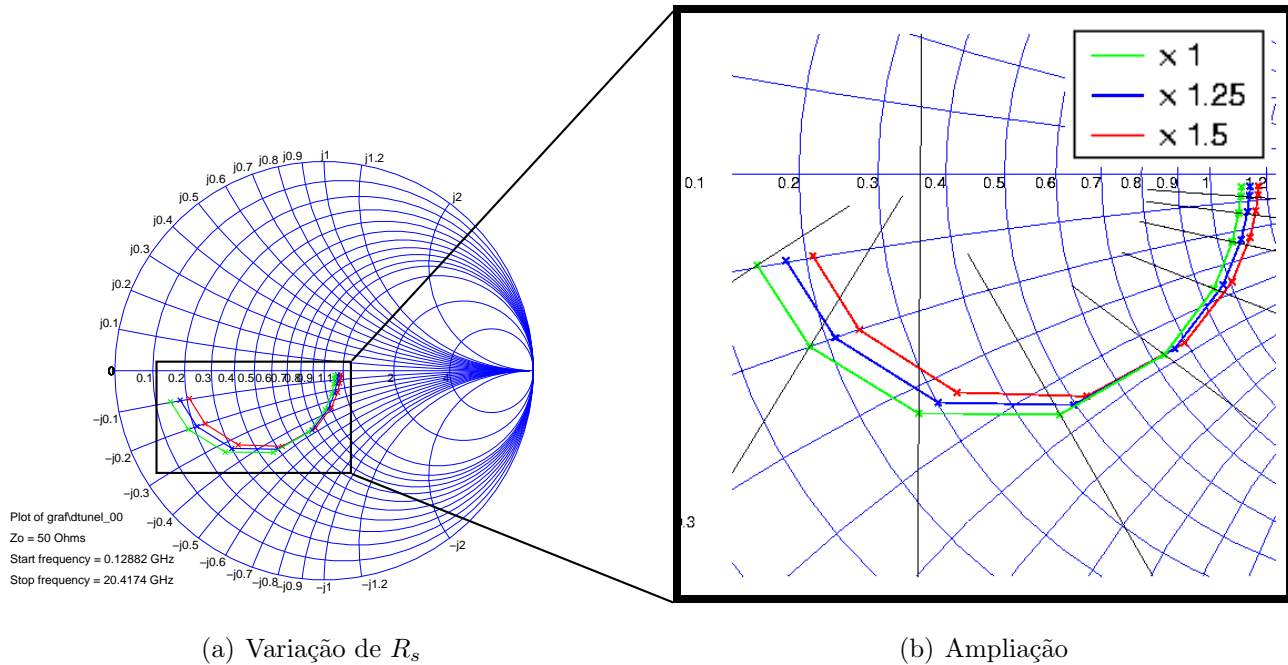 j1
j0.9
j1.2
j0.8
j0.7
j0.6
j0.5
j2
j0.4
j0.3
j0.2
j0.1
0
0.1
0.2
0.3
0.4
0.5
0.6
0.7
0.8
0.9
1
2
–j0.1
–j0.2
–j0.3
–j0.4
–j0.5
–j0.6
–j0.7
–j0.8
–j0.9
–j1
–j1.2
–j2
Plot of graf\dtunel_00
Zo = 50 Ohms
Start frequency = 0.12882 GHz
Stop frequency = 20.4174 GHz
(a) Variação de Rs
x 1
x 1.25
x 1.5
0.1
0.2
0.3
0.4
0.5
0.6
0.7
0.8
0.9
1
1.2
0.3
(b) Ampliação